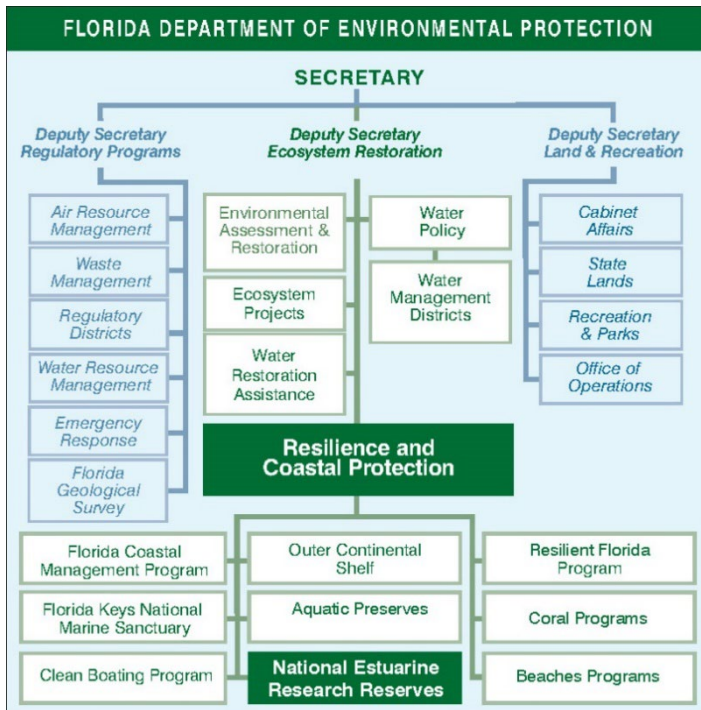 FLORIDA DEPARTMENT OF ENVIRONMENTAL PROTECTION
SECRETARY
Deputy Secretary
Regulatory Programs
Deputy Secretary
Ecosystem Restoration
Deputy Secretary
Land & Recreation
Air Resource
Management
Waste
Management
Regulatory
Districts
Water Resource
Management
Emergency
Response
Florida
Geological
Survey
Environmental
Assessment &
Restoration
Ecosystem
Projects
Water
Restoration
Assistance
Water
Policy
Water
Management
Districts
Cabinet
Affairs
State
Lands
Recreation
& Parks
Office of
Operations
Resilience and
Coastal Protection
Florida Coastal
Management Program
Florida Keys National
Marine Sanctuary
Clean Boating Program
Outer Continental
Shelf
Aquatic Preserves
National Estuarine
Research Reserves
Resilient Florida
Program
Coral Programs
Beaches Programs